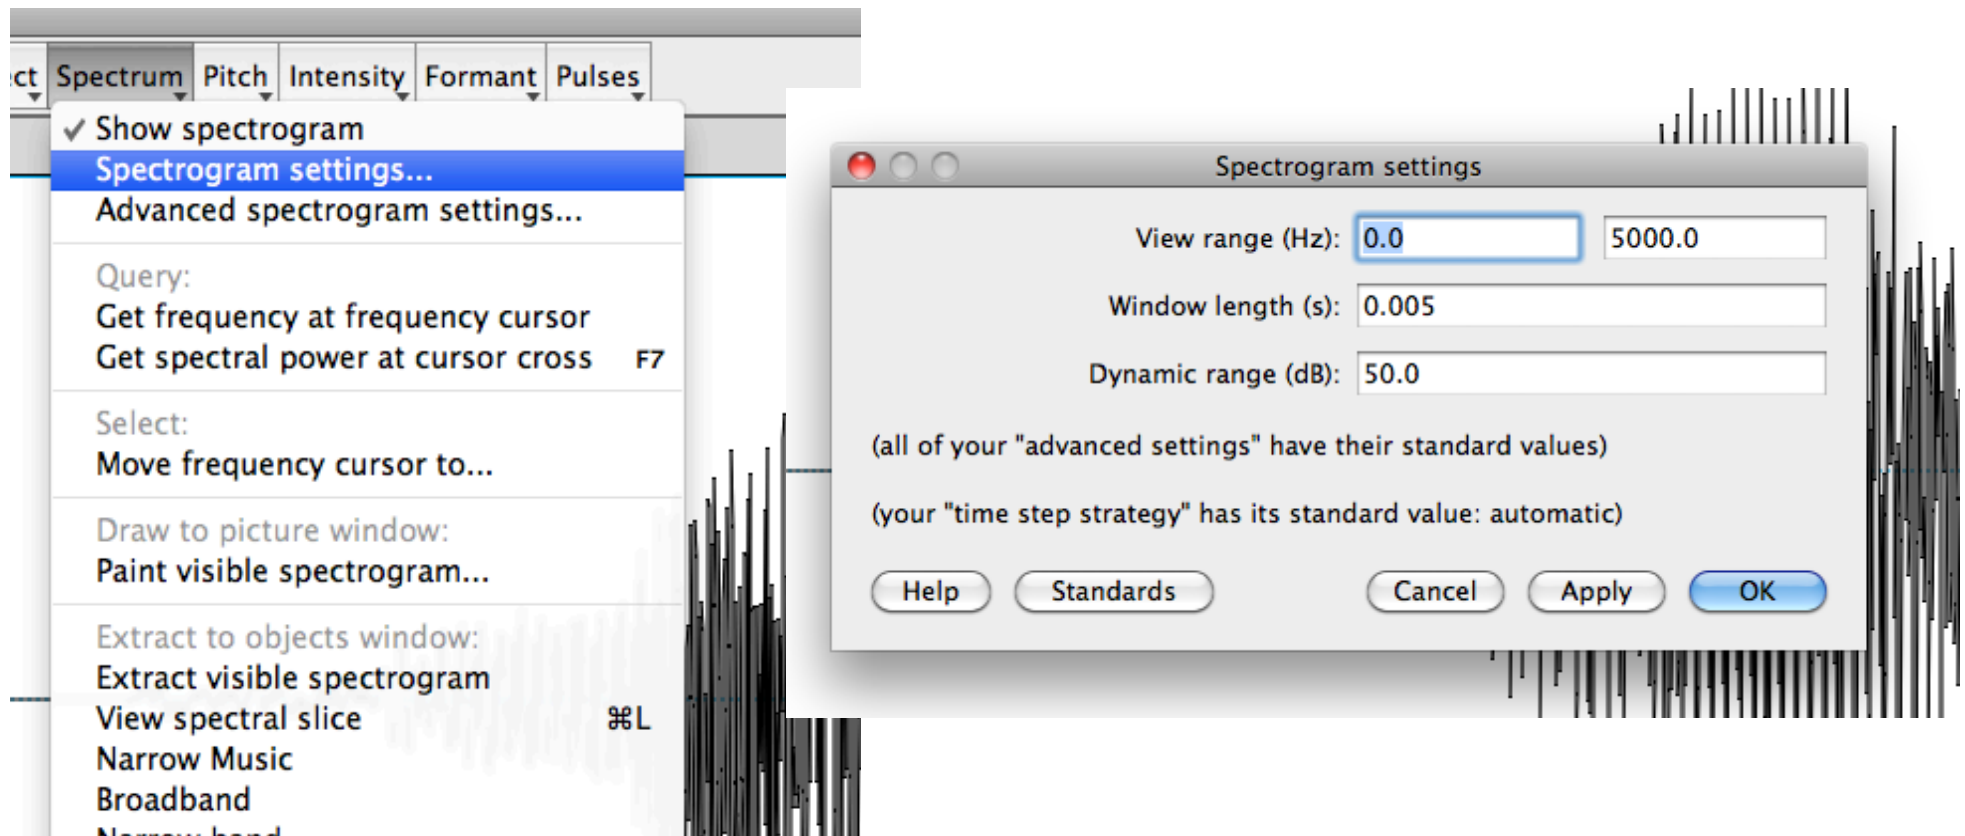 ct Spectrum Pitch Intensity Formant Pulses
✓ Show spectrogram
Spectrogram settings...
Advanced spectrogram settings...
Query:
Get frequency at frequency cursor
Get spectral power at cursor cross F7
Select:
Move frequency cursor to...
Draw to picture window:
Paint visible spectrogram...
Extract to objects window:
Extract visible spectrogram
View spectral slice ⌘L
Narrow Music
Broadband
Narrow band
Spectrogram settings
View range (Hz): 0.0 5000.0
Window length (s): 0.005
Dynamic range (dB): 50.0
(all of your "advanced settings" have their standard values)
(your "time step strategy" has its standard value: automatic)
Help Standards Cancel Apply OK